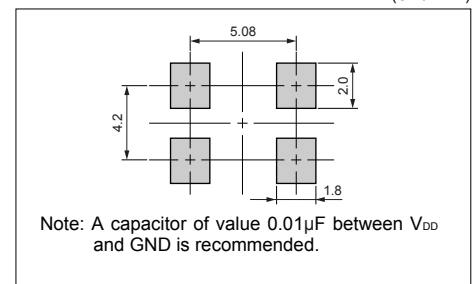 5.08
2.0
4.2
1.8
Note: A capacitor of value 0.01µF between VDD
and GND is recommended.